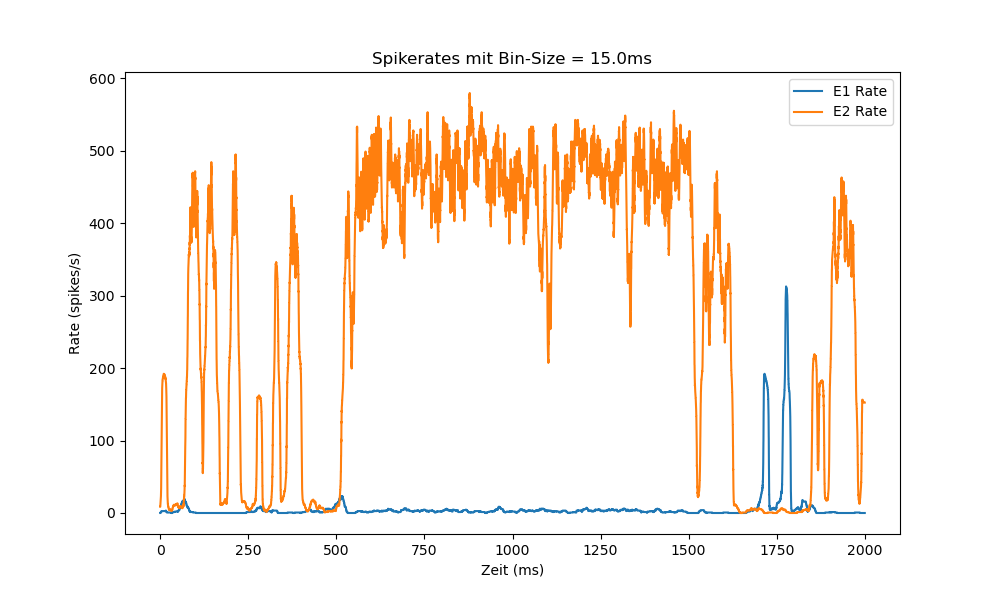 Spikerates mit Bin-Size = 15.0ms
E1 Rate
E2 Rate
Rate (spikes/s)
600
500
400
300
200
100
0
0 250 500 750 1000 1250 1500 1750 2000
Zeit (ms)